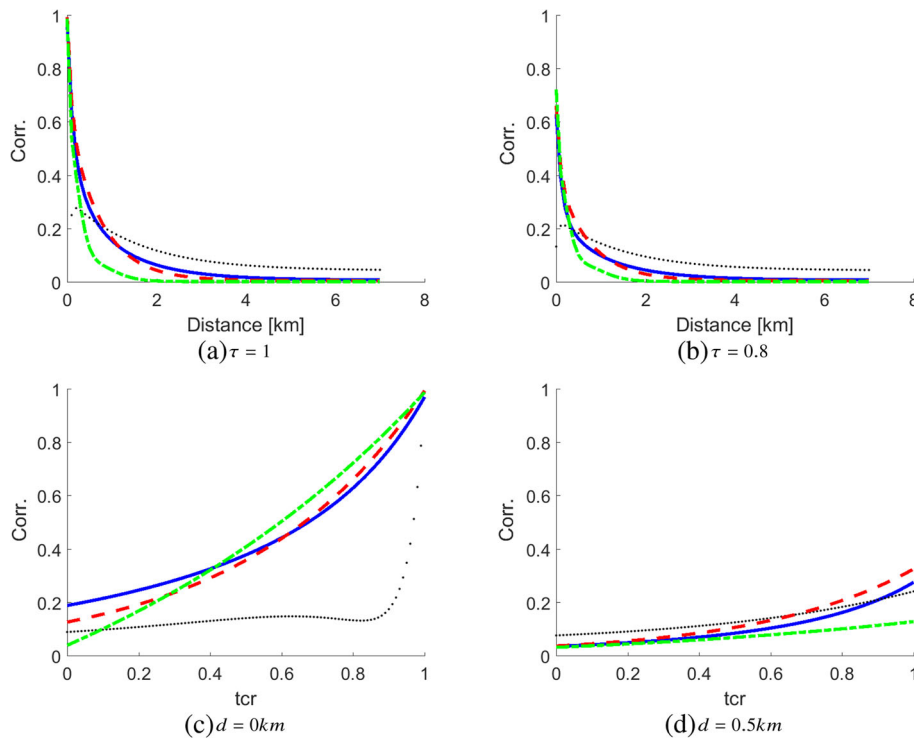 1
0.8
0.6
0.4
0.2
0
Corr.
0 2 4 6 8
Distance [km]
(a) τ = 1
1
0.8
0.6
0.4
0.2
0
Corr.
0 2 4 6 8
Distance [km]
(b) τ = 0.8
1
0.8
0.6
0.4
0.2
0
Corr.
0 0.2 0.4 0.6 0.8 1
tcr
(c) d = 0km
1
0.8
0.6
0.4
0.2
0
Corr.
0 0.2 0.4 0.6 0.8 1
tcr
(d) d = 0.5km